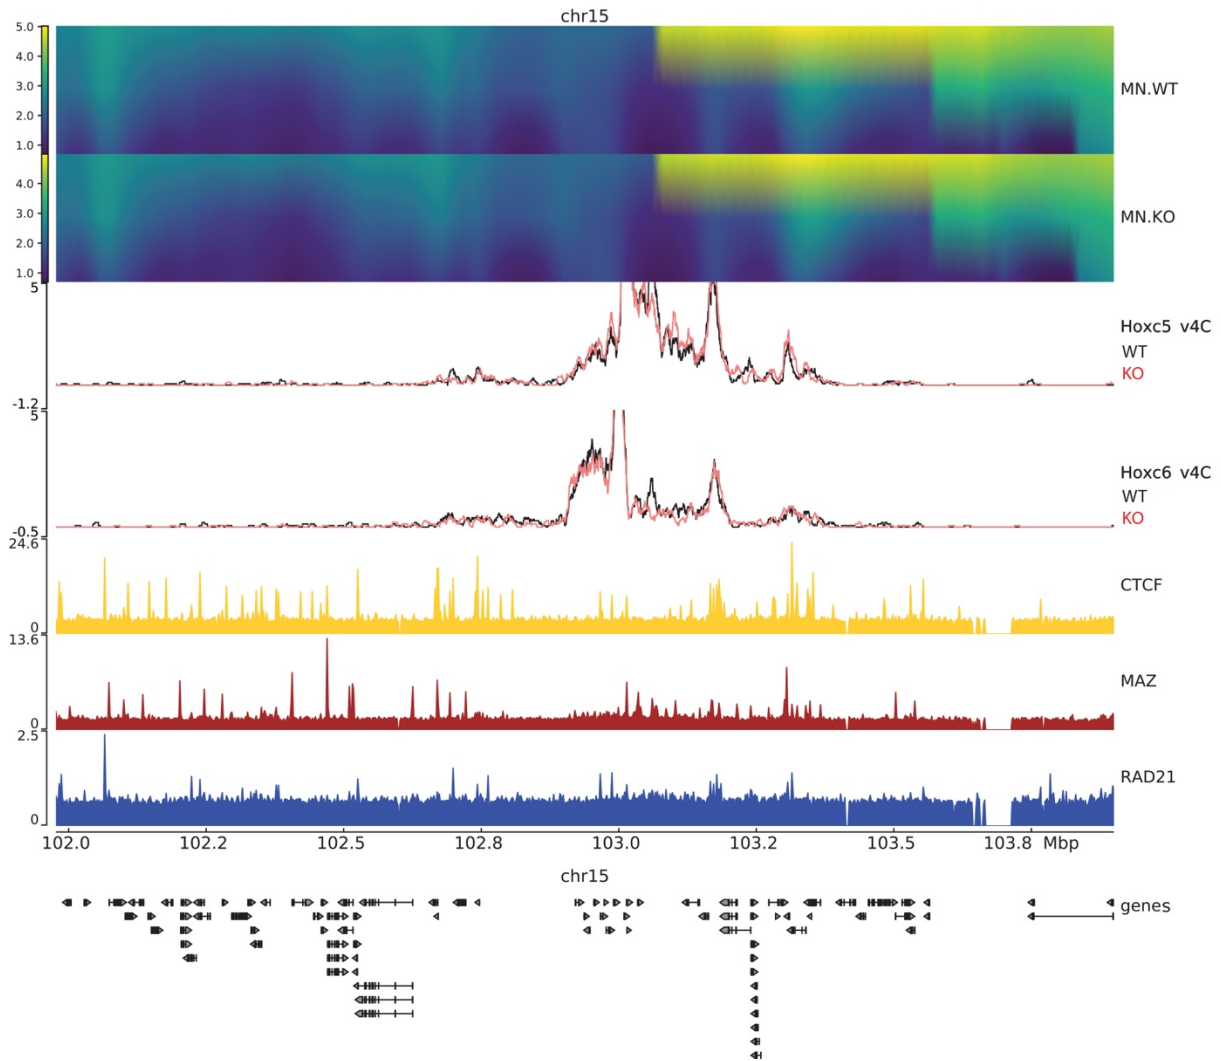 chr15
5.0
4.0
3.0
2.0
1.0
MN.WT
4.0
3.0
2.0
1.0
MN.KO
5
Hoxc5 v4C
WT
KO
-1.2
5
Hoxc6 v4C
WT
KO
-0.5
24.6
CTCF
0
13.6
MAZ
0
2.5
RAD21
0
102.0 102.2 102.5 102.8 103.0 103.2 103.5 103.8 Mbp
chr15
genes